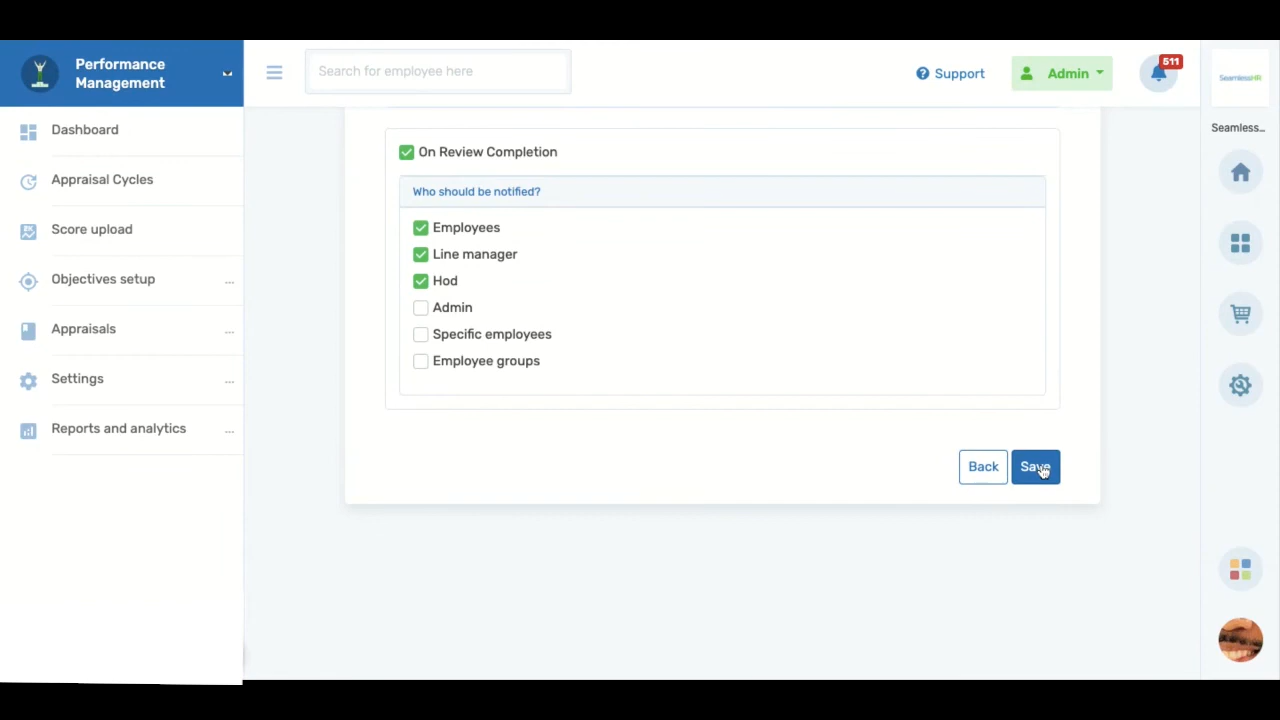 Performance
Management
Search for employee here
Support
Admin
511
SeamlessHR
Seamless...
Dashboard
Appraisal Cycles
Score upload
Objectives setup ...
Appraisals ...
Settings ...
Reports and analytics ...
On Review Completion
Who should be notified?
Employees
Line manager
Hod
Admin
Specific employees
Employee groups
Back
Save